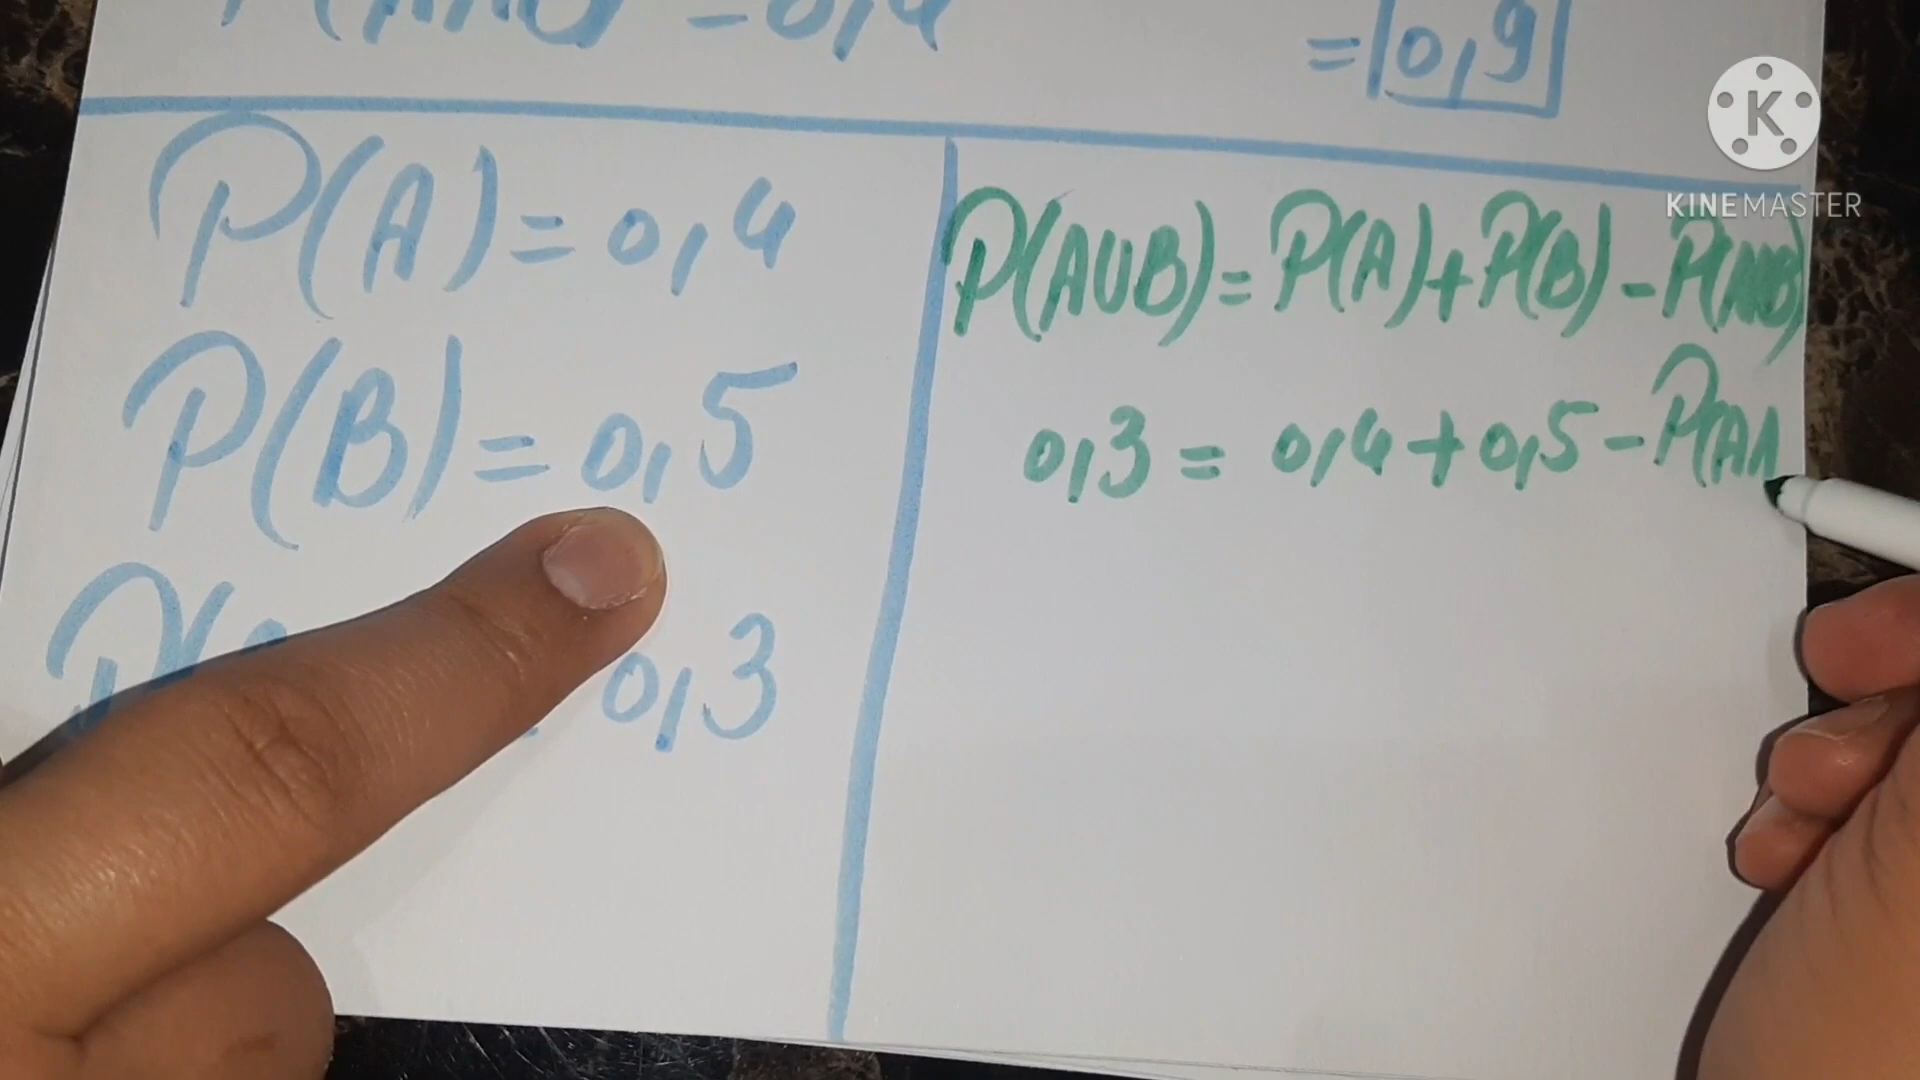 = 0,9
K
KINEMASTER
P(A) = 0,4
P(AUB) = P(A) + P(B) - P(A∩B)
P(B) = 0,5
0,3 = 0,4 + 0,5 - P(A∩
0,3